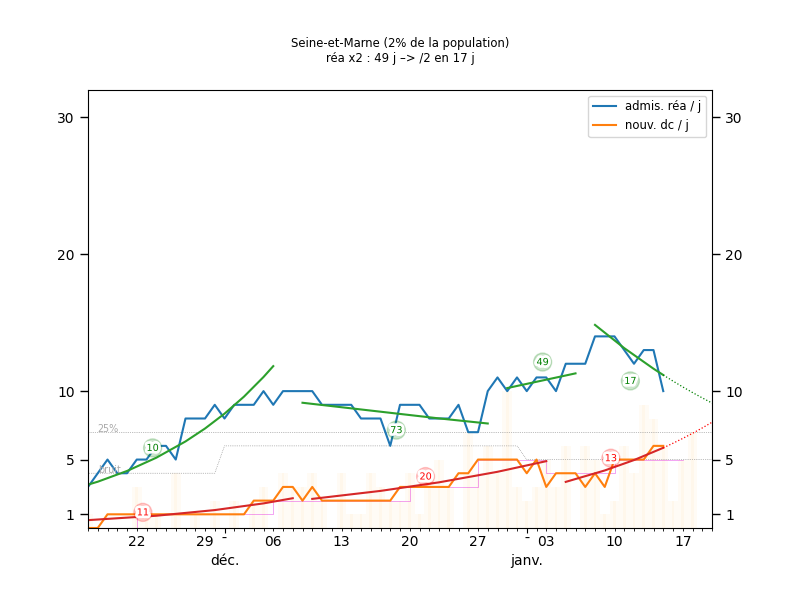 Seine-et-Marne (2% de la population)
réa x2 : 49 j –> /2 en 17 j
admis. réa / j
nouv. dc / j
30 30
20 20
10 10
5 5
1 1
25%
bruit
10
73
49
17
11
20
13
22 29 - 06 13 20 27 - 03 10 17
déc. janv.